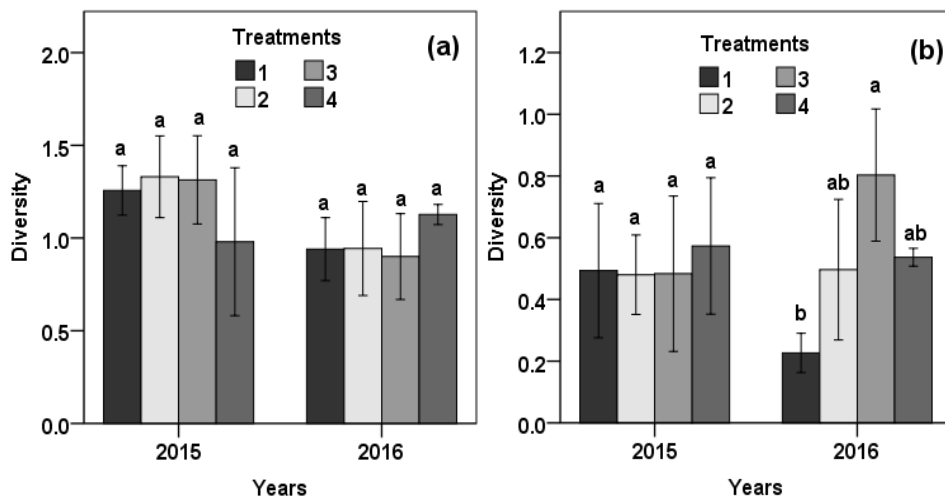 Treatments
1 3
2 4
(a)
2.0
1.5
1.0
0.5
0.0
Diversity
a a a a
a a a a
2015 2016
Years
Treatments
1 3
2 4
(b)
1.2
1.0
0.8
0.6
0.4
0.2
0.0
Diversity
a a a a
b ab a ab
2015 2016
Years